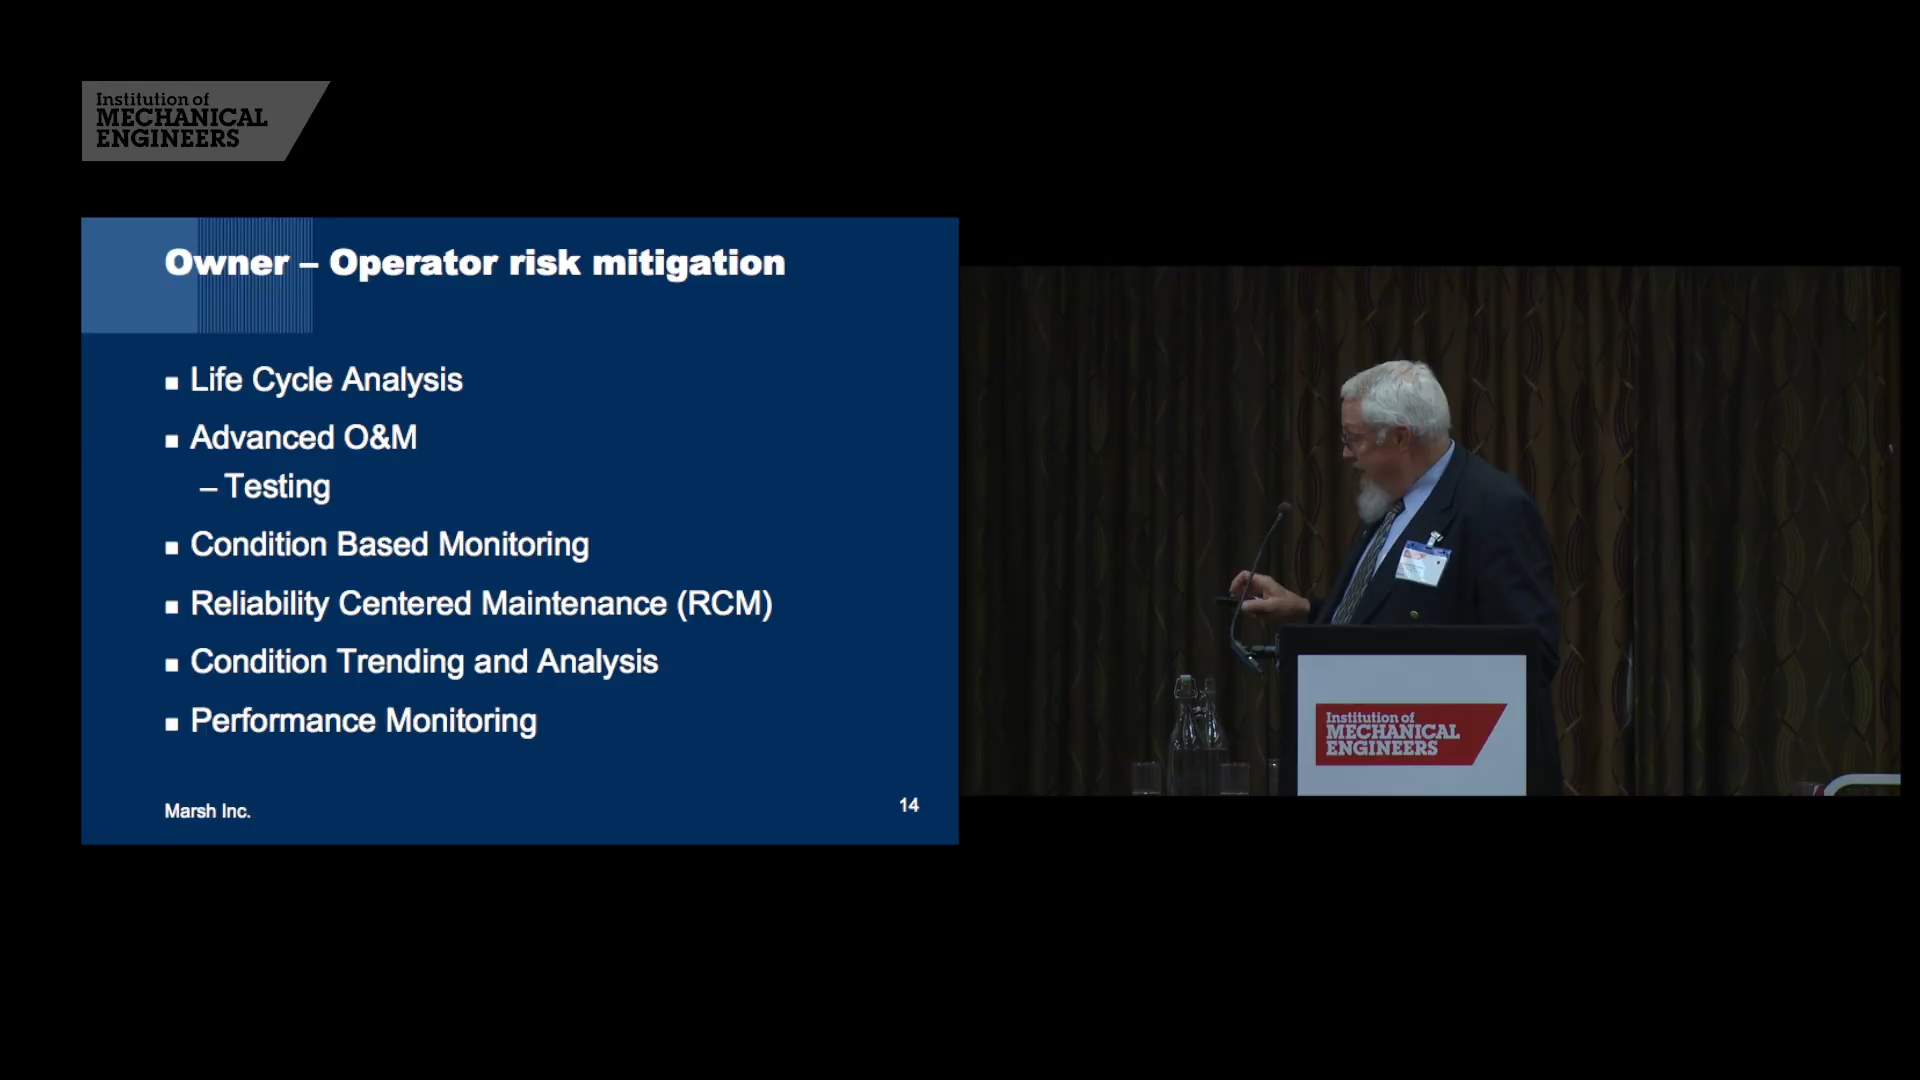 Institution of
MECHANICAL
ENGINEERS
Owner – Operator risk mitigation
■ Life Cycle Analysis
■ Advanced O&M
– Testing
■ Condition Based Monitoring
■ Reliability Centered Maintenance (RCM)
■ Condition Trending and Analysis
■ Performance Monitoring
Marsh Inc.
14
Institution of
MECHANICAL
ENGINEERS